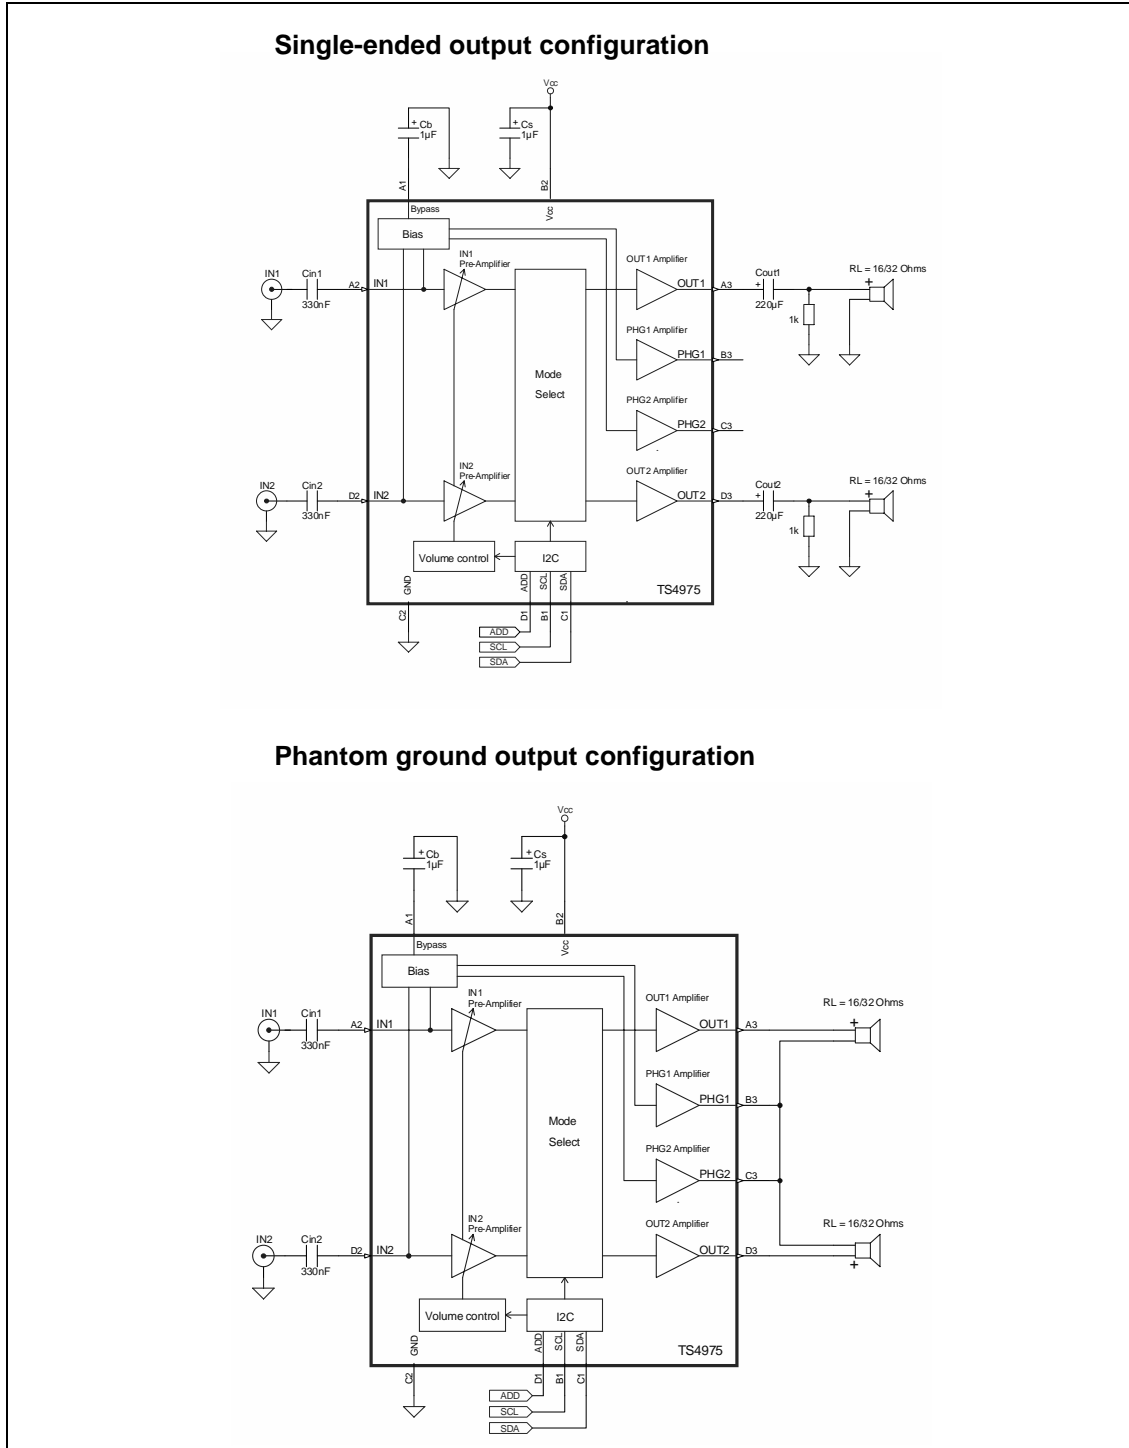 Single-ended output configuration
Vcc
+ Cb
1µF
+ Cs
1µF
A1
B2
Bypass
Vcc
Bias
IN1
Pre-Amplifier
OUT1 Amplifier
IN1
Cin1
330nF
A2
IN1
OUT1
A3
Cout1
+
220µF
1k
RL = 16/32 Ohms
+
PHG1 Amplifier
PHG1
B3
Mode
Select
PHG2 Amplifier
PHG2
C3
IN2
Pre-Amplifier
OUT2 Amplifier
IN2
Cin2
330nF
D2
IN2
OUT2
D3
Cout2
+
220µF
1k
RL = 16/32 Ohms
+
Volume control
I2C
GND
ADD
SCL
SDA
TS4975
C2
D1
B1
C1
ADD
SCL
SDA
Phantom ground output configuration
Vcc
+ Cb
1µF
+ Cs
1µF
A1
B2
Bypass
Vcc
Bias
IN1
Pre-Amplifier
OUT1 Amplifier
IN1
Cin1
330nF
A2
IN1
OUT1
A3
RL = 16/32 Ohms
+
PHG1 Amplifier
PHG1
B3
Mode
Select
PHG2 Amplifier
PHG2
C3
IN2
Pre-Amplifier
OUT2 Amplifier
IN2
Cin2
330nF
D2
IN2
OUT2
D3
RL = 16/32 Ohms
+
Volume control
I2C
GND
ADD
SCL
SDA
TS4975
C2
D1
B1
C1
ADD
SCL
SDA